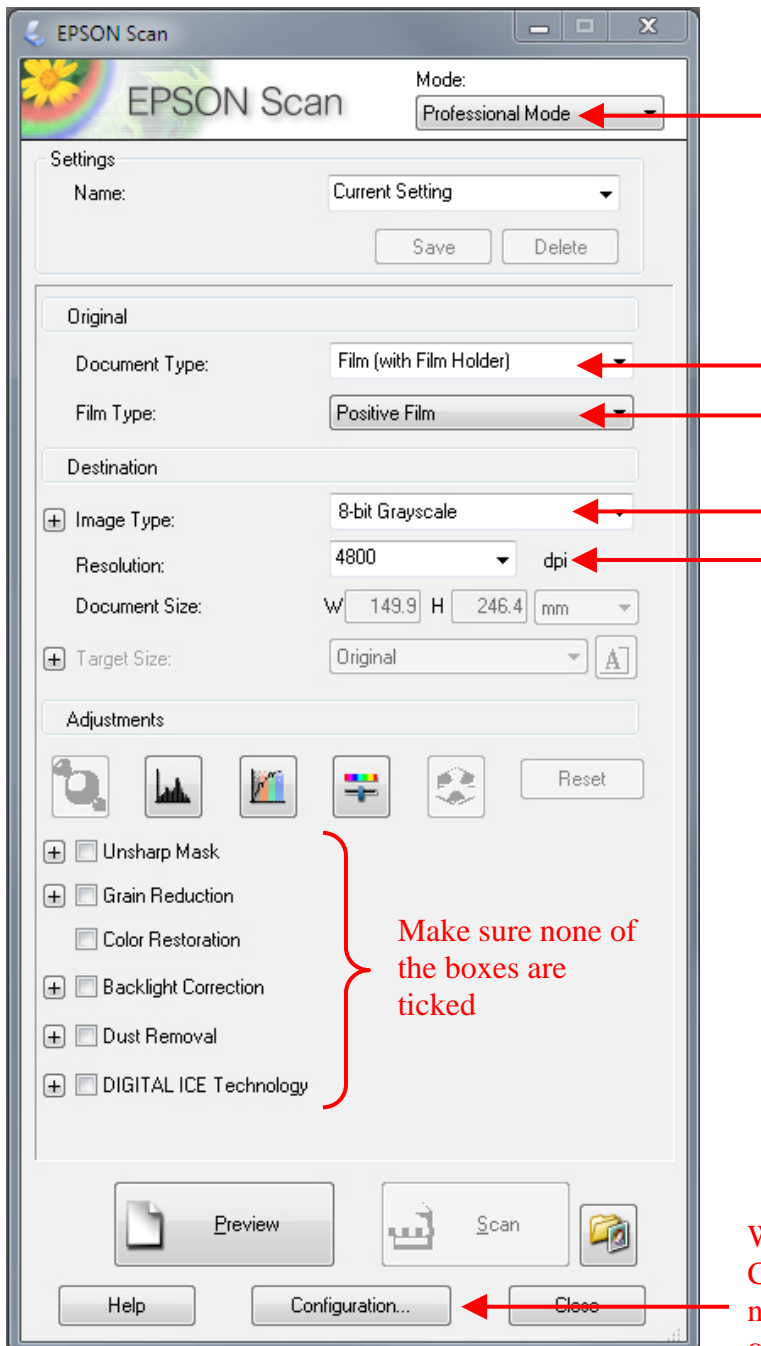 EPSON Scan
EPSON Scan
Mode:
Professional Mode
Settings
Name:
Current Setting
Save
Delete
Original
Document Type:
Film (with Film Holder)
Film Type:
Positive Film
Destination
Image Type:
8-bit Grayscale
Resolution:
4800
dpi
Document Size:
W 149.9 H 246.4 mm
Target Size:
Original
A
Adjustments
Reset
Unsharp Mask
Grain Reduction
Color Restoration
Backlight Correction
Dust Removal
DIGITAL ICE Technology
Make sure none of
the boxes are
ticked
Preview
Scan
Help
Configuration...
Close